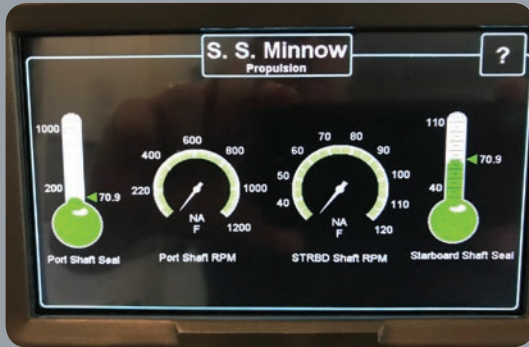 S. S. Minnow
Propulsion
?
1000
200
70.9
Port Shaft Seal
220
400
600
800
1000
1200
NA
F
Port Shaft RPM
40
50
60
70
80
90
100
110
120
NA
F
STRBD Shaft RPM
110
40
70.9
Starboard Shaft Seal